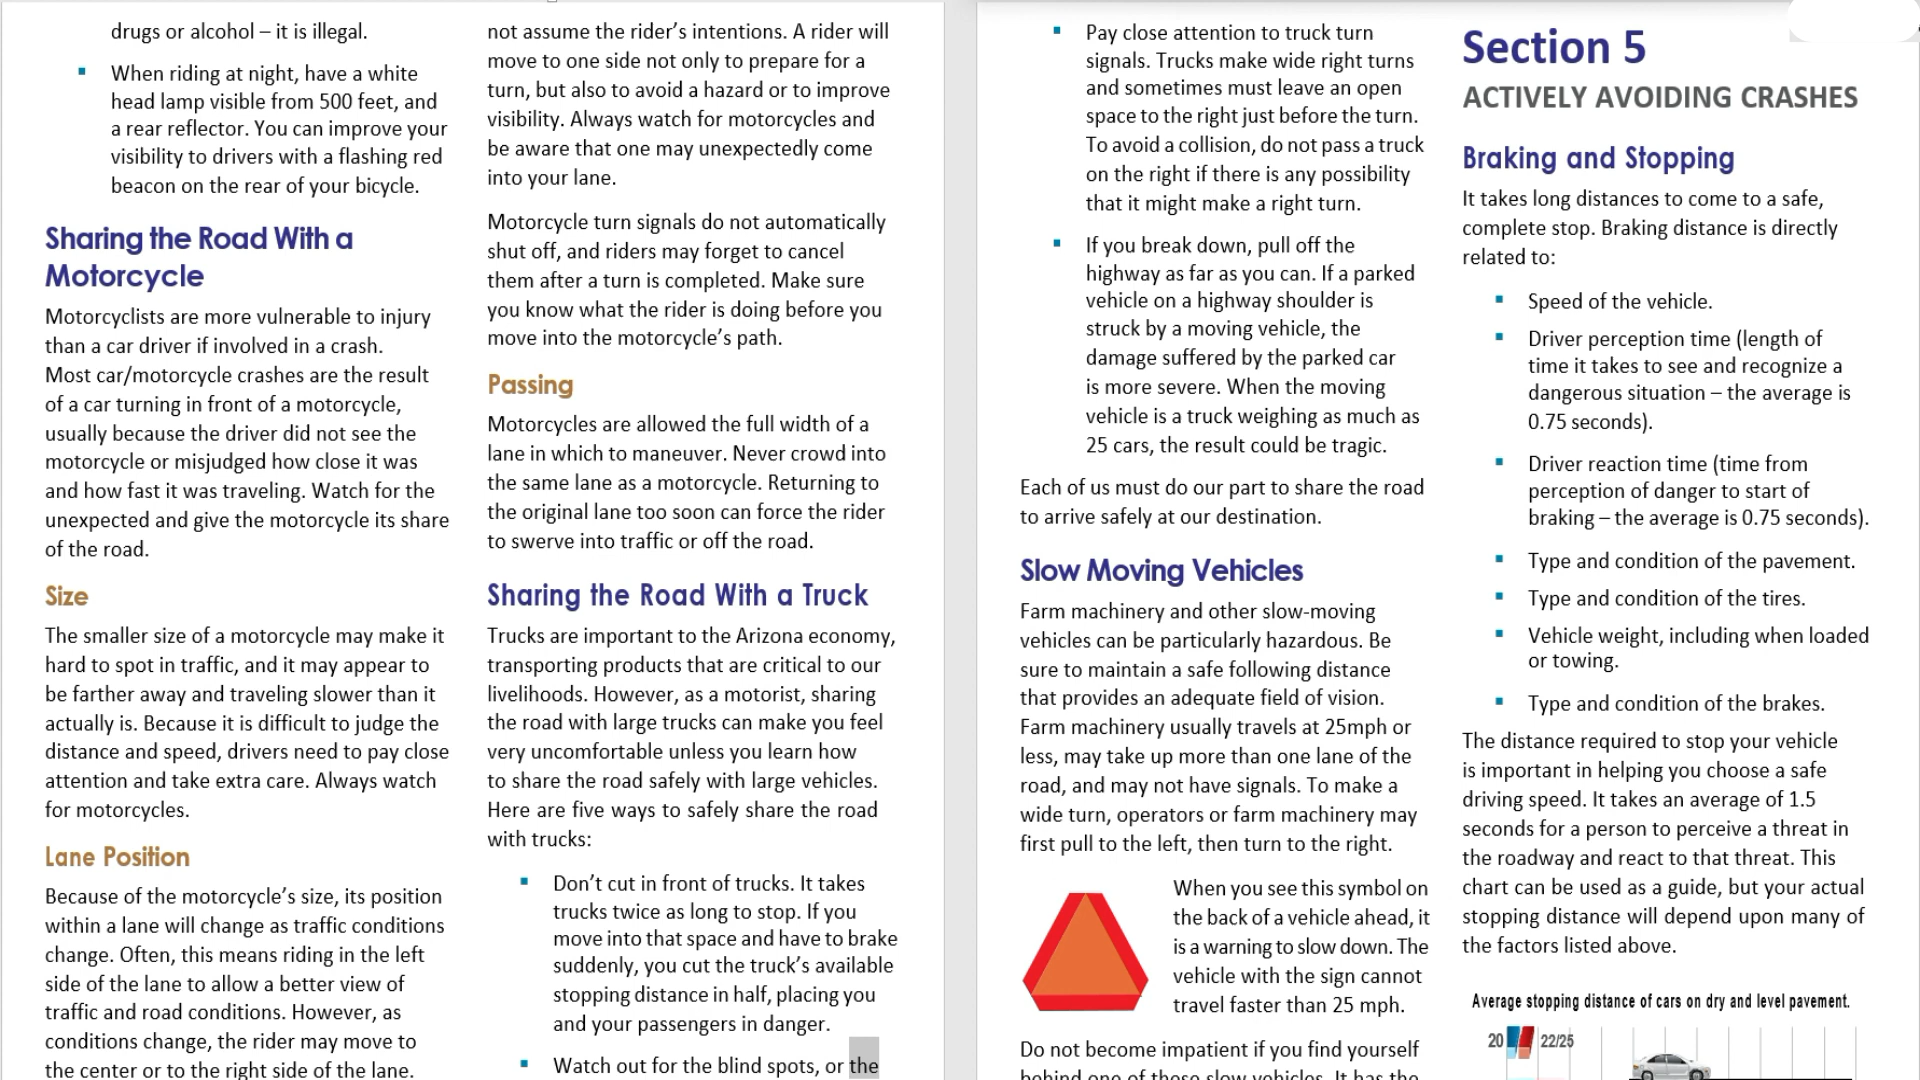 drugs or alcohol – it is illegal.
When riding at night, have a white
head lamp visible from 500 feet, and
a rear reflector. You can improve your
visibility to drivers with a flashing red
beacon on the rear of your bicycle.
Sharing the Road With a
Motorcycle
Motorcyclists are more vulnerable to injury
than a car driver if involved in a crash.
Most car/motorcycle crashes are the result
of a car turning in front of a motorcycle,
usually because the driver did not see the
motorcycle or misjudged how close it was
and how fast it was traveling. Watch for the
unexpected and give the motorcycle its share
of the road.
Size
The smaller size of a motorcycle may make it
hard to spot in traffic, and it may appear to
be farther away and traveling slower than it
actually is. Because it is difficult to judge the
distance and speed, drivers need to pay close
attention and take extra care. Always watch
for motorcycles.
Lane Position
Because of the motorcycle’s size, its position
within a lane will change as traffic conditions
change. Often, this means riding in the left
side of the lane to allow a better view of
traffic and road conditions. However, as
conditions change, the rider may move to
the center or to the right side of the lane.
not assume the rider’s intentions. A rider will
move to one side not only to prepare for a
turn, but also to avoid a hazard or to improve
visibility. Always watch for motorcycles and
be aware that one may unexpectedly come
into your lane.
Motorcycle turn signals do not automatically
shut off, and riders may forget to cancel
them after a turn is completed. Make sure
you know what the rider is doing before you
move into the motorcycle’s path.
Passing
Motorcycles are allowed the full width of a
lane in which to maneuver. Never crowd into
the same lane as a motorcycle. Returning to
the original lane too soon can force the rider
to swerve into traffic or off the road.
Sharing the Road With a Truck
Trucks are important to the Arizona economy,
transporting products that are critical to our
livelihoods. However, as a motorist, sharing
the road with large trucks can make you feel
very uncomfortable unless you learn how
to share the road safely with large vehicles.
Here are five ways to safely share the road
with trucks:
Don’t cut in front of trucks. It takes
trucks twice as long to stop. If you
move into that space and have to brake
suddenly, you cut the truck’s available
stopping distance in half, placing you
and your passengers in danger.
Watch out for the blind spots, or the
Pay close attention to truck turn
signals. Trucks make wide right turns
and sometimes must leave an open
space to the right just before the turn.
To avoid a collision, do not pass a truck
on the right if there is any possibility
that it might make a right turn.
If you break down, pull off the
highway as far as you can. If a parked
vehicle on a highway shoulder is
struck by a moving vehicle, the
damage suffered by the parked car
is more severe. When the moving
vehicle is a truck weighing as much as
25 cars, the result could be tragic.
Each of us must do our part to share the road
to arrive safely at our destination.
Slow Moving Vehicles
Farm machinery and other slow-moving
vehicles can be particularly hazardous. Be
sure to maintain a safe following distance
that provides an adequate field of vision.
Farm machinery usually travels at 25mph or
less, may take up more than one lane of the
road, and may not have signals. To make a
wide turn, operators or farm machinery may
first pull to the left, then turn to the right.
When you see this symbol on
the back of a vehicle ahead, it
is a warning to slow down. The
vehicle with the sign cannot
travel faster than 25 mph.
Do not become impatient if you find yourself
behind one of these slow vehicles. It has the
Section 5
ACTIVELY AVOIDING CRASHES
Braking and Stopping
It takes long distances to come to a safe,
complete stop. Braking distance is directly
related to:
Speed of the vehicle.
Driver perception time (length of
time it takes to see and recognize a
dangerous situation – the average is
0.75 seconds).
Driver reaction time (time from
perception of danger to start of
braking – the average is 0.75 seconds).
Type and condition of the pavement.
Type and condition of the tires.
Vehicle weight, including when loaded
or towing.
Type and condition of the brakes.
The distance required to stop your vehicle
is important in helping you choose a safe
driving speed. It takes an average of 1.5
seconds for a person to perceive a threat in
the roadway and react to that threat. This
chart can be used as a guide, but your actual
stopping distance will depend upon many of
the factors listed above.
Average stopping distance of cars on dry and level pavement.
20 22/25